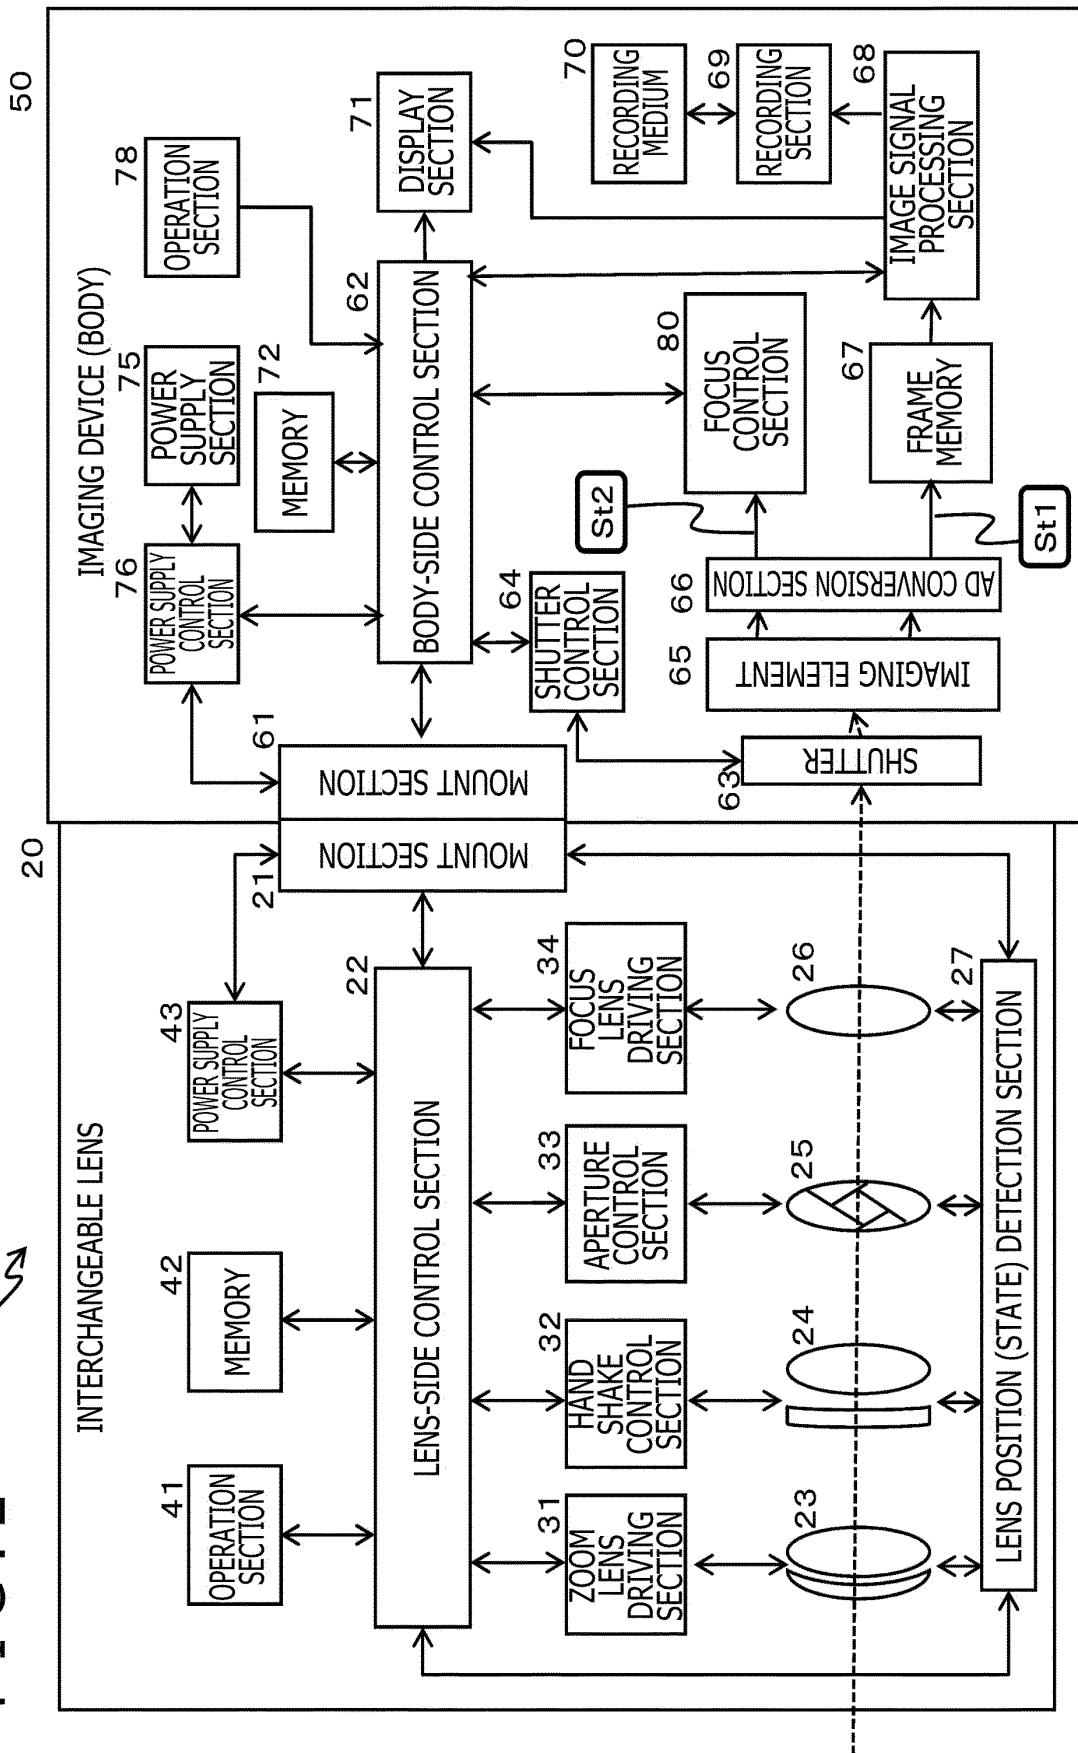 20
INTERCHANGEABLE LENS
41
OPERATION
SECTION
42
MEMORY
43
POWER SUPPLY
CONTROL
SECTION
21
MOUNT SECTION
22
LENS-SIDE CONTROL SECTION
31
ZOOM
LENS
DRIVING
SECTION
32
HAND
SHAKE
CONTROL
SECTION
33
APERTURE
CONTROL
SECTION
34
FOCUS
LENS
DRIVING
SECTION
23
24
25
26
27
LENS POSITION (STATE) DETECTION SECTION
50
IMAGING DEVICE (BODY)
76
POWER SUPPLY
CONTROL
SECTION
75
POWER
SUPPLY
SECTION
78
OPERATION
SECTION
61
MOUNT SECTION
72
MEMORY
62
BODY-SIDE CONTROL SECTION
71
DISPLAY
SECTION
64
SHUTTER
CONTROL
SECTION
St2
80
FOCUS
CONTROL
SECTION
70
RECORDING
MEDIUM
69
RECORDING
SECTION
63
SHUTTER
65
IMAGING ELEMENT
66
AD CONVERSION SECTION
67
FRAME
MEMORY
68
IMAGE SIGNAL
PROCESSING
SECTION
St1